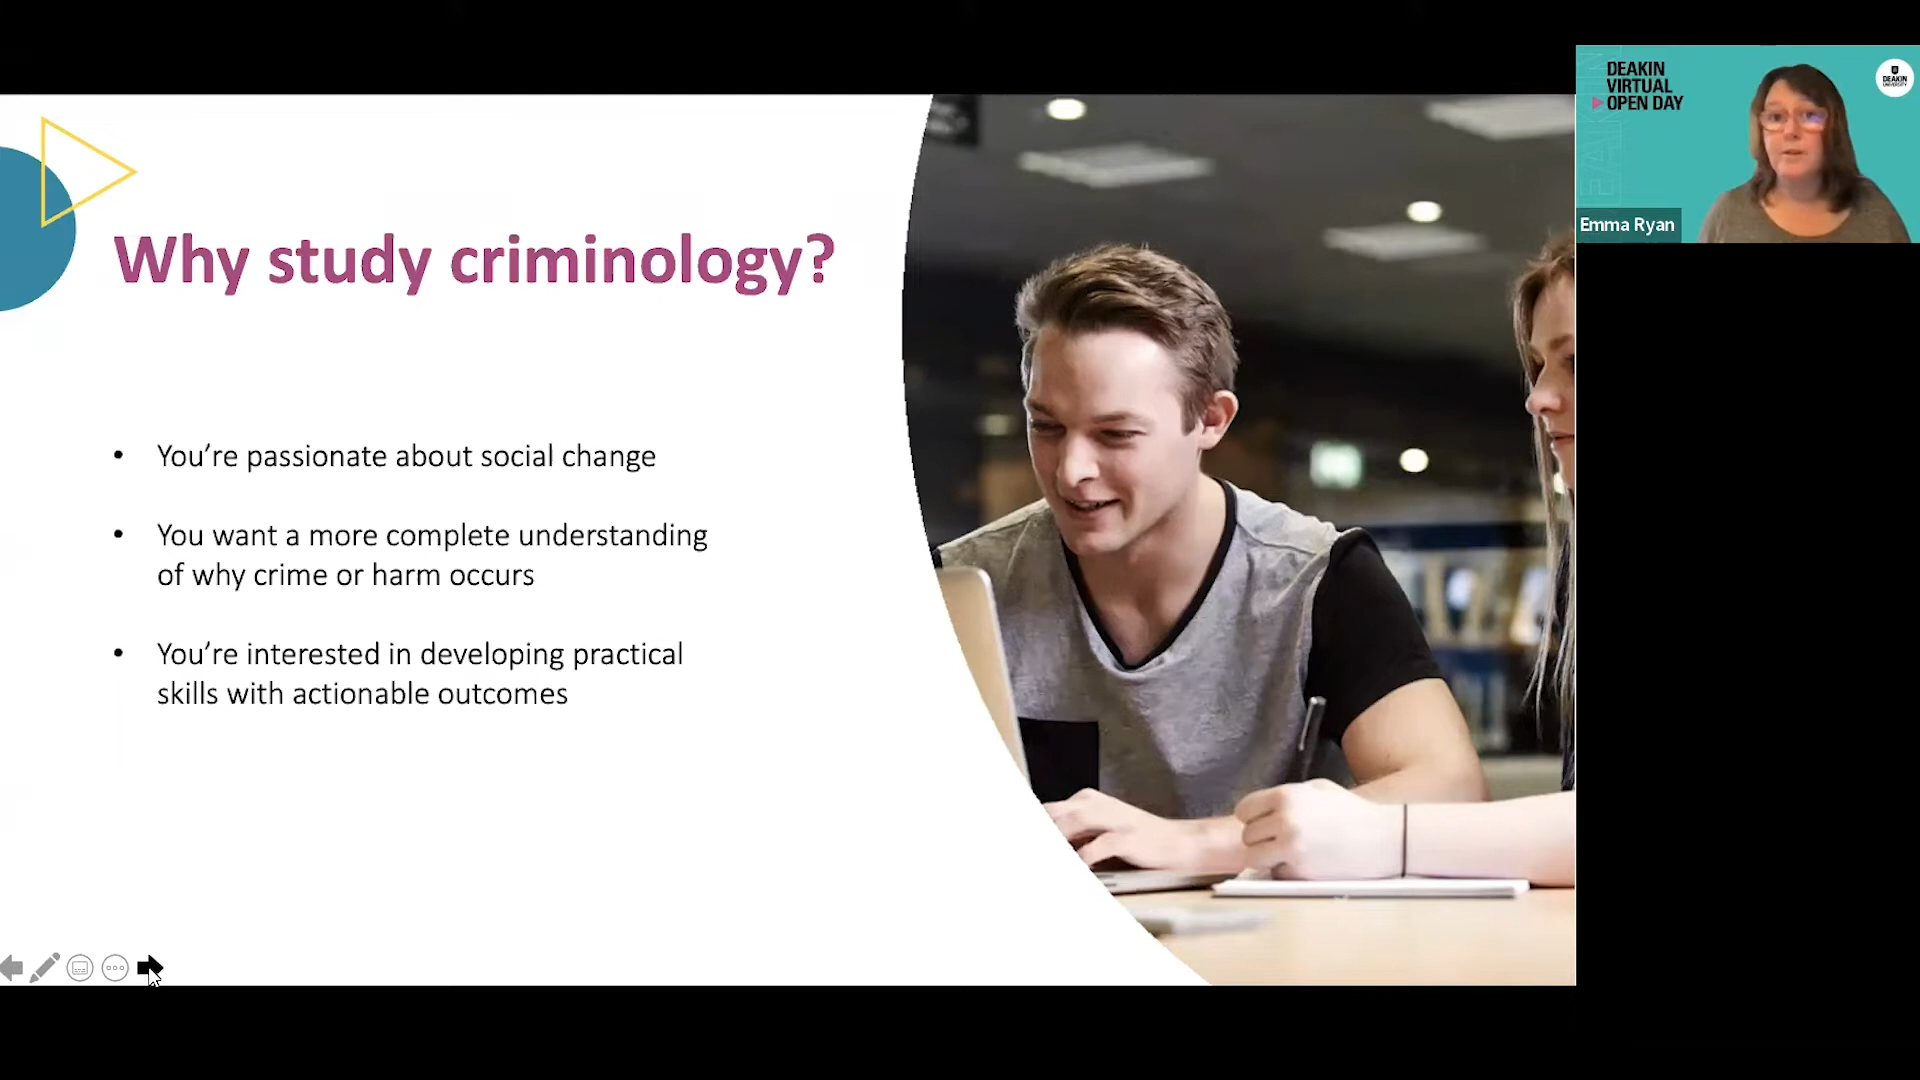 DEAKIN
VIRTUAL
OPEN DAY
DEAKIN
UNIVERSITY
Emma Ryan
Why study criminology?
• You’re passionate about social change
• You want a more complete understanding
of why crime or harm occurs
• You’re interested in developing practical
skills with actionable outcomes